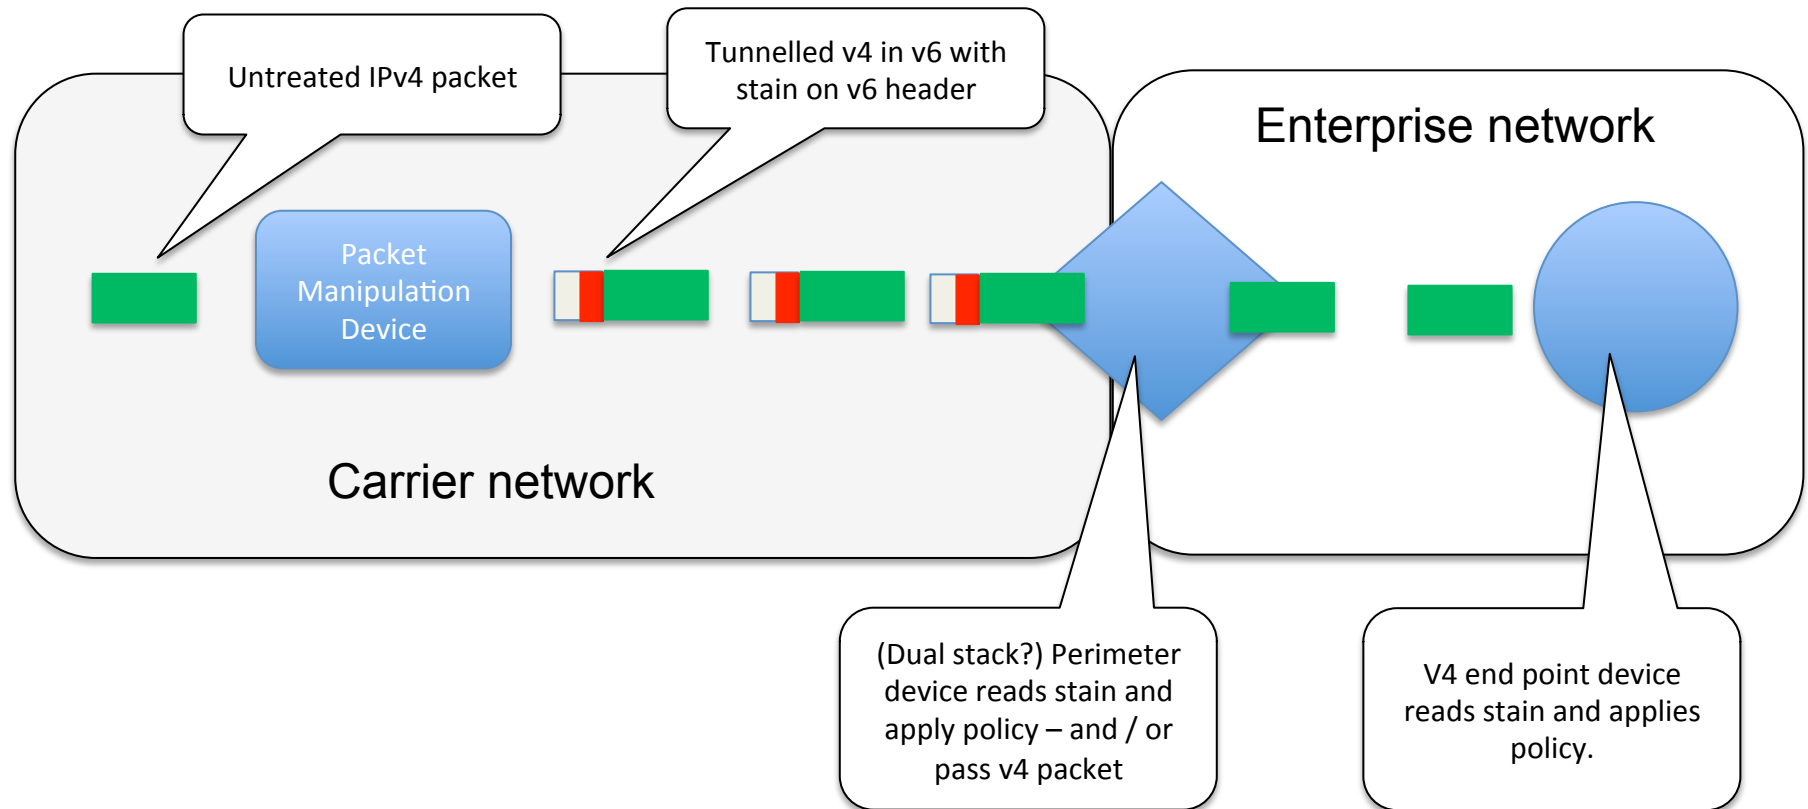 Untreated IPv4 packet
Tunnelled v4 in v6 with
stain on v6 header
Enterprise network
Packet
Manipulation
Device
Carrier network
(Dual stack?) Perimeter
device reads stain and
apply policy – and / or
pass v4 packet
V4 end point device
reads stain and applies
policy.